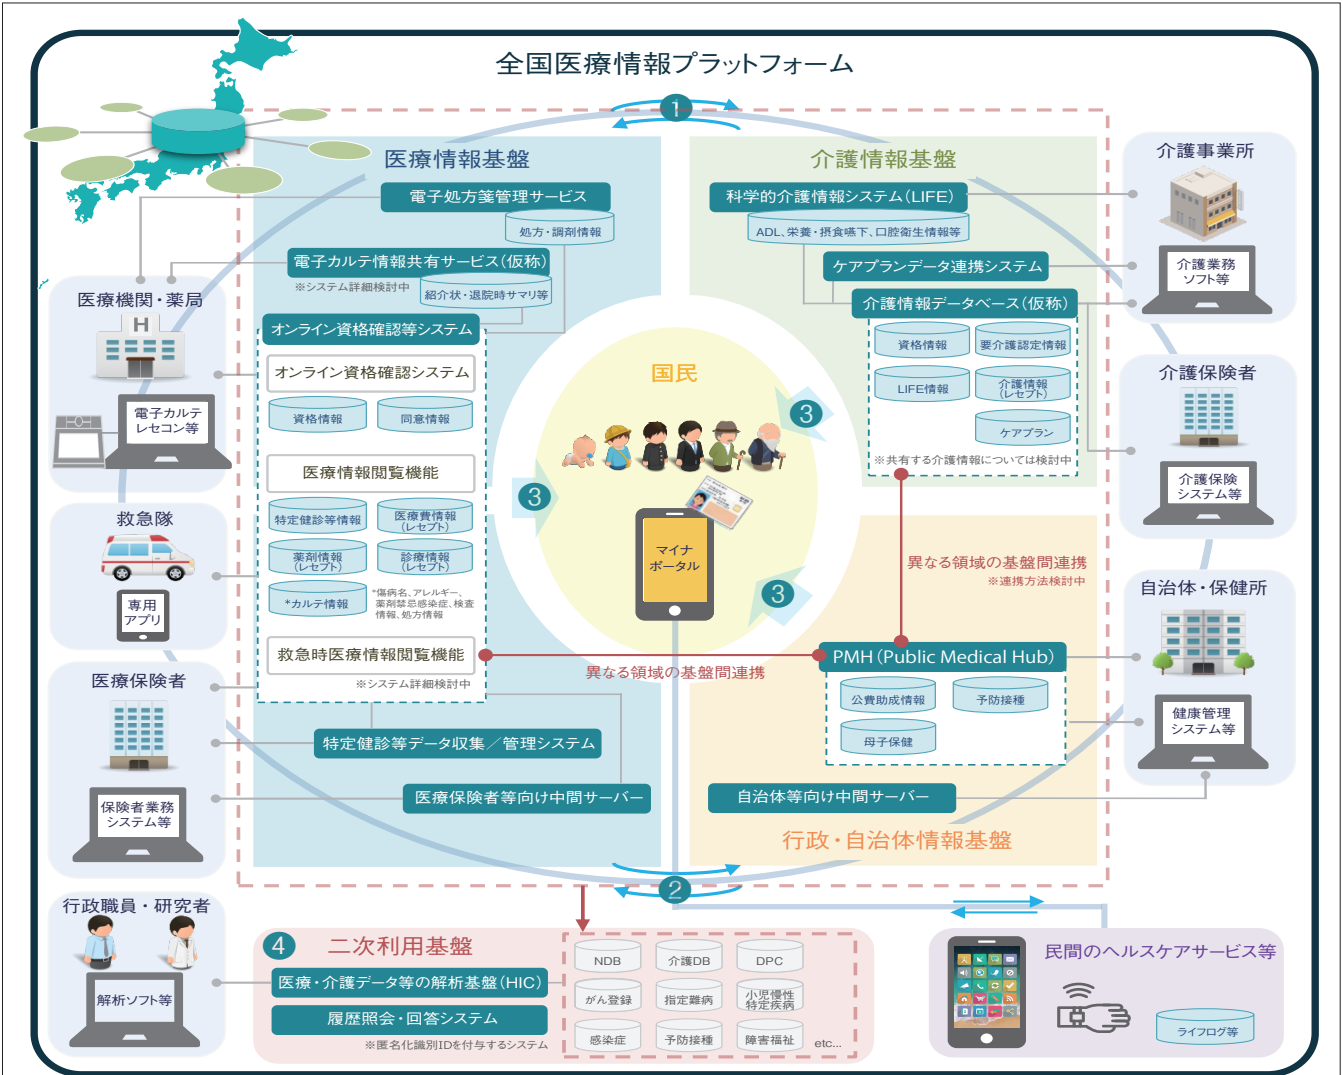 全国医療情報プラットフォーム
1
医療情報基盤
電子処方箋管理サービス
処方・調剤情報
電子カルテ情報共有サービス(仮称)
※システム詳細検討中
紹介状・退院時サマリ等
オンライン資格確認等システム
オンライン資格確認システム
資格情報
同意情報
医療情報閲覧機能
特定健診等情報
医療費情報
(レセプト)
薬剤情報
(レセプト)
診療情報
(レセプト)
*カルテ情報
*傷病名、アレルギー、
薬剤禁忌感染症、検査
情報、処方情報
救急時医療情報閲覧機能
※システム詳細検討中
特定健診等データ収集／管理システム
医療保険者等向け中間サーバー
介護情報基盤
科学的介護情報システム(LIFE)
ADL、栄養・摂食嚥下、口腔衛生情報等
ケアプランデータ連携システム
介護情報データベース(仮称)
資格情報
要介護認定情報
LIFE情報
介護情報
(レセプト)
ケアプラン
※共有する介護情報については検討中
国民
3
3
3
マイナ
ポータル
異なる領域の基盤間連携
※連携方法検討中
異なる領域の基盤間連携
PMH(Public Medical Hub)
公費助成情報
予防接種
母子保健
自治体等向け中間サーバー
行政・自治体情報基盤
2
医療機関・薬局
H
電子カルテ
レセコン等
救急隊
専用
アプリ
医療保険者
保険者業務
システム等
行政職員・研究者
解析ソフト等
介護事業所
介護業務
ソフト等
介護保険者
介護保険
システム等
自治体・保健所
健康管理
システム等
4
二次利用基盤
医療・介護データ等の解析基盤(HIC)
履歴照会・回答システム
※匿名化識別IDを付与するシステム
NDB
介護DB
DPC
がん登録
指定難病
小児慢性
特定疾病
感染症
予防接種
障害福祉
etc...
民間のヘルスケアサービス等
ライフログ等